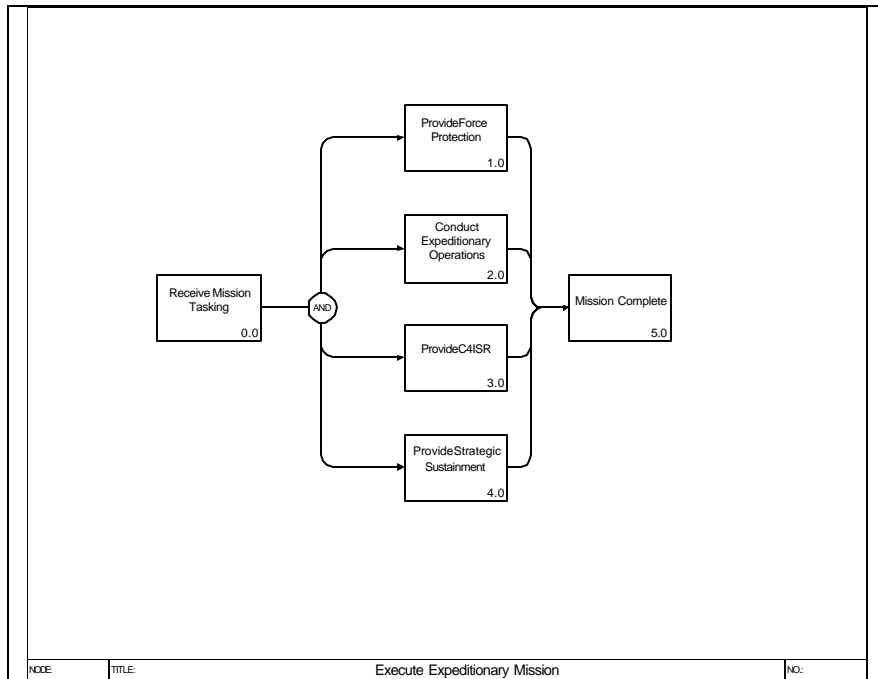 ProvideForce
Protection
1.0
Conduct
Expeditionary
Operations
2.0
Receive Mission
Tasking
0.0
AND
Mission Complete
5.0
ProvideC4ISR
3.0
ProvideStrategic
Sustainment
4.0
NODE:
TITLE:
Execute Expeditionary Mission
NO.: